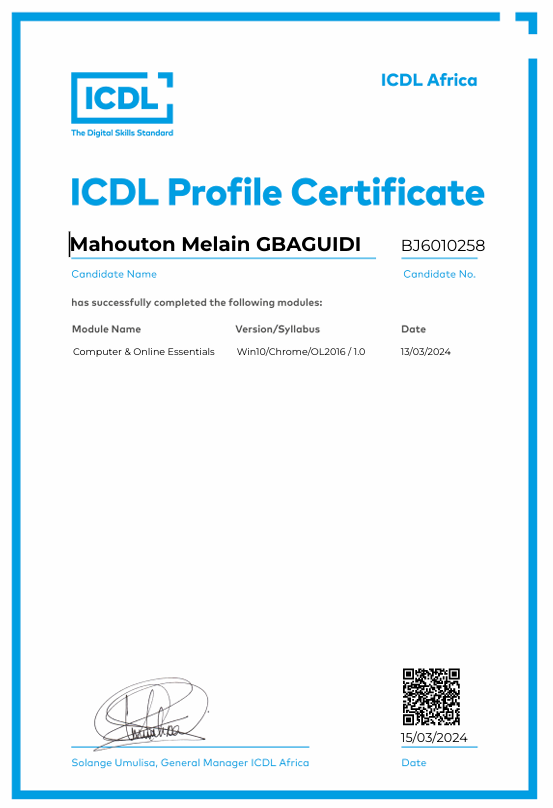 ICDL Africa
ICDL
The Digital Skills Standard
ICDL Profile Certificate
Mahouton Melain GBAGUIDI BJ6010258
Candidate Name Candidate No.
has successfully completed the following modules:
Module Name Version/Syllabus Date
Computer & Online Essentials Win10/Chrome/OL2016 / 1.0 13/03/2024
15/03/2024
Solange Umulisa, General Manager ICDL Africa Date